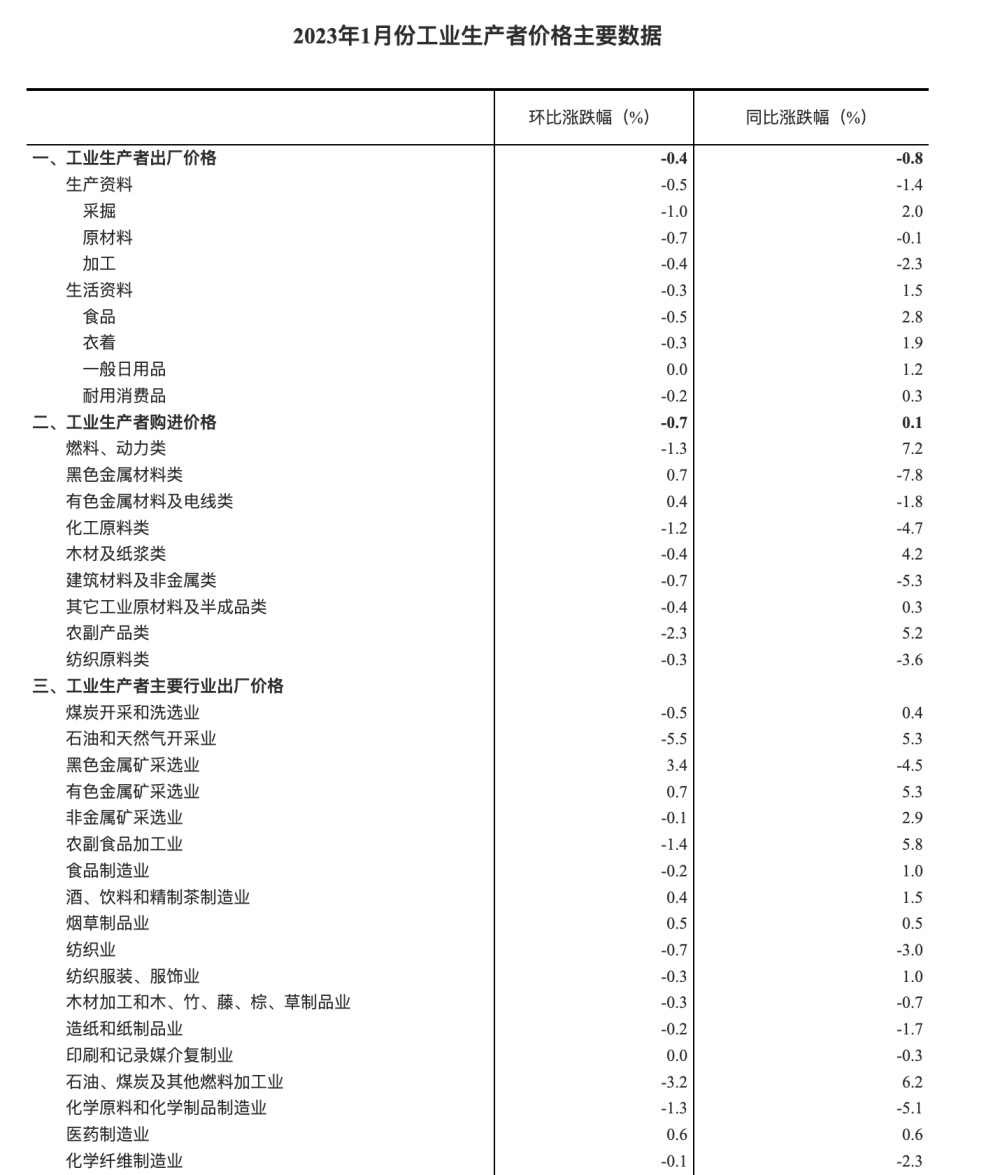 2023年1月份工业生产者价格主要数据
环比涨跌幅（%） 同比涨跌幅（%）
一、工业生产者出厂价格 -0.4 -0.8
生产资料 -0.5 -1.4
采掘 -1.0 2.0
原材料 -0.7 -0.1
加工 -0.4 -2.3
生活资料 -0.3 1.5
食品 -0.5 2.8
衣着 -0.3 1.9
一般日用品 0.0 1.2
耐用消费品 -0.2 0.3
二、工业生产者购进价格 -0.7 0.1
燃料、动力类 -1.3 7.2
黑色金属材料类 0.7 -7.8
有色金属材料及电线类 0.4 -1.8
化工原料类 -1.2 -4.7
木材及纸浆类 -0.4 4.2
建筑材料及非金属类 -0.7 -5.3
其它工业原材料及半成品类 -0.4 0.3
农副产品类 -2.3 5.2
纺织原料类 -0.3 -3.6
三、工业生产者主要行业出厂价格
煤炭开采和洗选业 -0.5 0.4
石油和天然气开采业 -5.5 5.3
黑色金属矿采选业 3.4 -4.5
有色金属矿采选业 0.7 5.3
非金属矿采选业 -0.1 2.9
农副食品加工业 -1.4 5.8
食品制造业 -0.2 1.0
酒、饮料和精制茶制造业 0.4 1.5
烟草制品业 0.5 0.5
纺织业 -0.7 -3.0
纺织服装、服饰业 -0.3 1.0
木材加工和木、竹、藤、棕、草制品业 -0.3 -0.7
造纸和纸制品业 -0.2 -1.7
印刷和记录媒介复制业 0.0 -0.3
石油、煤炭及其他燃料加工业 -3.2 6.2
化学原料和化学制品制造业 -1.3 -5.1
医药制造业 0.6 0.6
化学纤维制造业 -0.1 -2.3